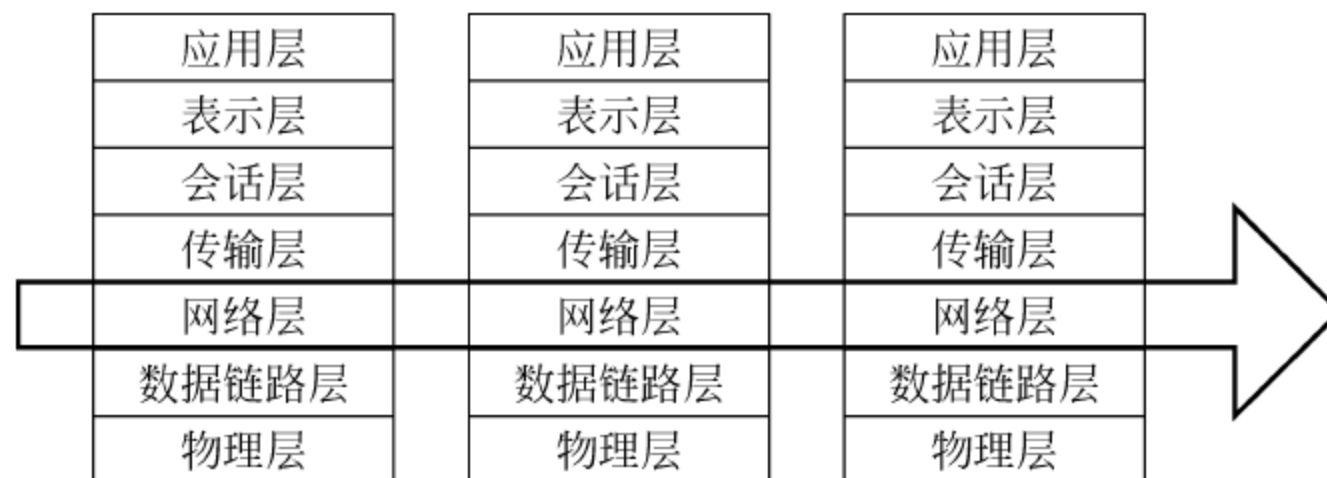 应用层 应用层 应用层
表示层 表示层 表示层
会话层 会话层 会话层
传输层 传输层 传输层
网络层 网络层 网络层
数据链路层 数据链路层 数据链路层
物理层 物理层 物理层